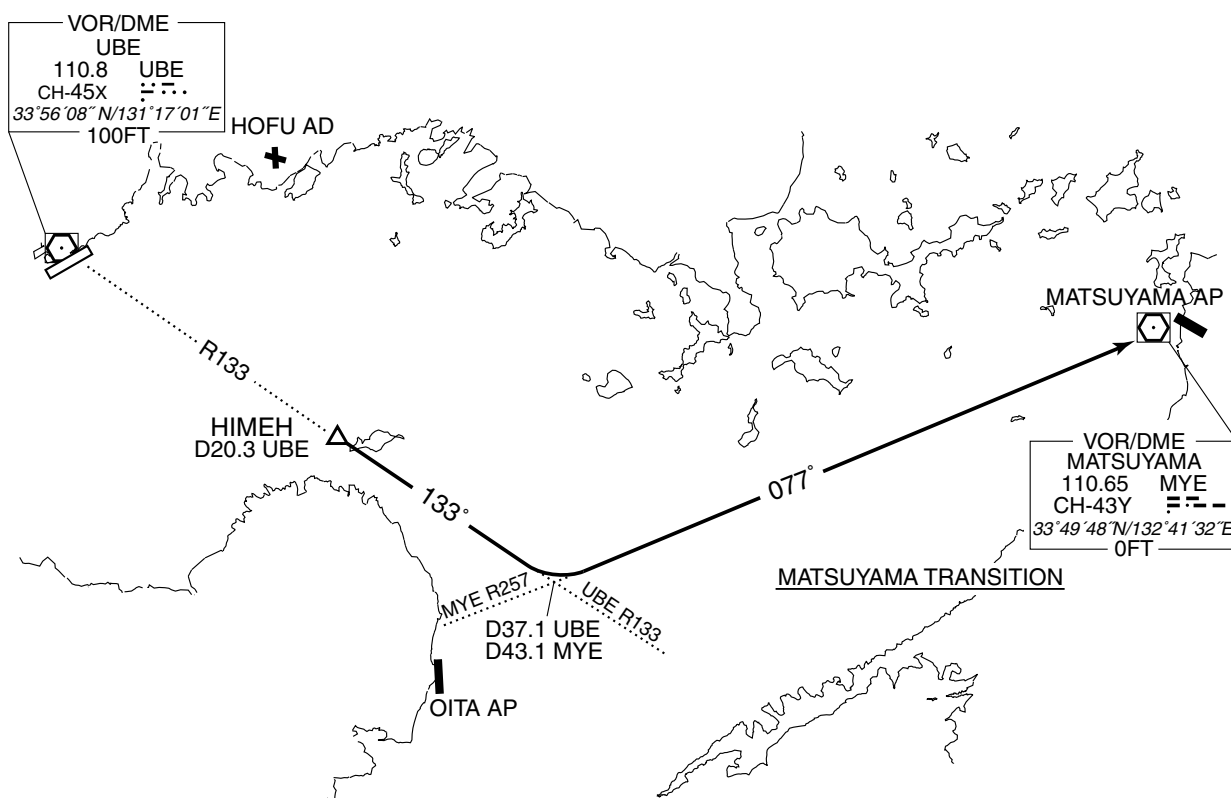 VOR/DME
UBE
110.8 UBE
CH-45X
33°56´08˝N/131°17´01˝E
100FT
HOFU AD
MATSUYAMA AP
R133
HIMEH
D20.3 UBE
133°
077°
VOR/DME
MATSUYAMA
110.65 MYE
CH-43Y
33°49´48˝N/132°41´32˝E
0FT
MATSUYAMA TRANSITION
MYE R257
UBE R133
D37.1 UBE
D43.1 MYE
OITA AP